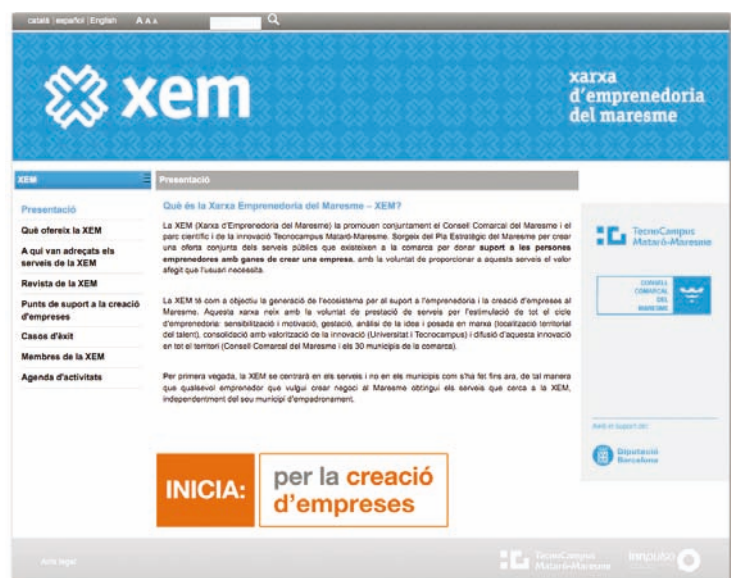 català | español | English A A A
xem
xarxa
d'emprenedoria
del maresme
XEM
Presentació
Presentació
Què ofereix la XEM
A qui van adreçats els
serveis de la XEM
Revista de la XEM
Punts de suport a la creació
d'empreses
Casos d'èxit
Membres de la XEM
Agenda d'activitats
Què és la Xarxa Emprenedoria del Maresme – XEM?
La XEM (Xarxa d'Emprenedoria del Maresme) la promouen conjuntament el Consell Comarcal del Maresme i el
parc científic i de la innovació Tecnocampus Mataró-Maresme. Sorgeix del Pla Estratègic del Maresme per crear
una oferta conjunta dels serveis públics que existeixen a la comarca per donar suport a les persones
emprenedores amb ganes de crear una empresa, amb la voluntat de proporcionar a aquests serveis el valor
afegit que l'usuari necessita.
La XEM té com a objectiu la generació de l'ecosistema per al suport a l'emprenedoria i la creació d'empreses al
Maresme. Aquesta xarxa neix amb la voluntat de prestació de serveis per l'estimulació de tot el cicle
d'emprenedoria: sensibilització i motivació, gestació, anàlisi de la idea i posada en marxa (localització territorial
del talent), consolidació amb valorització de la innovació (Universitat i Tecnocampus) i difusió d'aquesta innovació
en tot el territori (Consell Comarcal del Maresme i els 30 municipis de la comarca).
Per primera vegada, la XEM se centrarà en els serveis i no en els municipis com s'ha fet fins ara, de tal manera
que qualsevol emprenedor que vulgui crear negoci al Maresme obtingui els serveis que cerca a la XEM,
independentment del seu municipi d'empadronament.
INICIA:
per la creació
d'empreses
TecnoCampus
Mataró-Maresme
CONSELL
COMARCAL
DEL
MARESME
Amb el suport de:
Diputació
Barcelona
Avís legal
TecnoCampus
Mataró-Maresme
innpulso